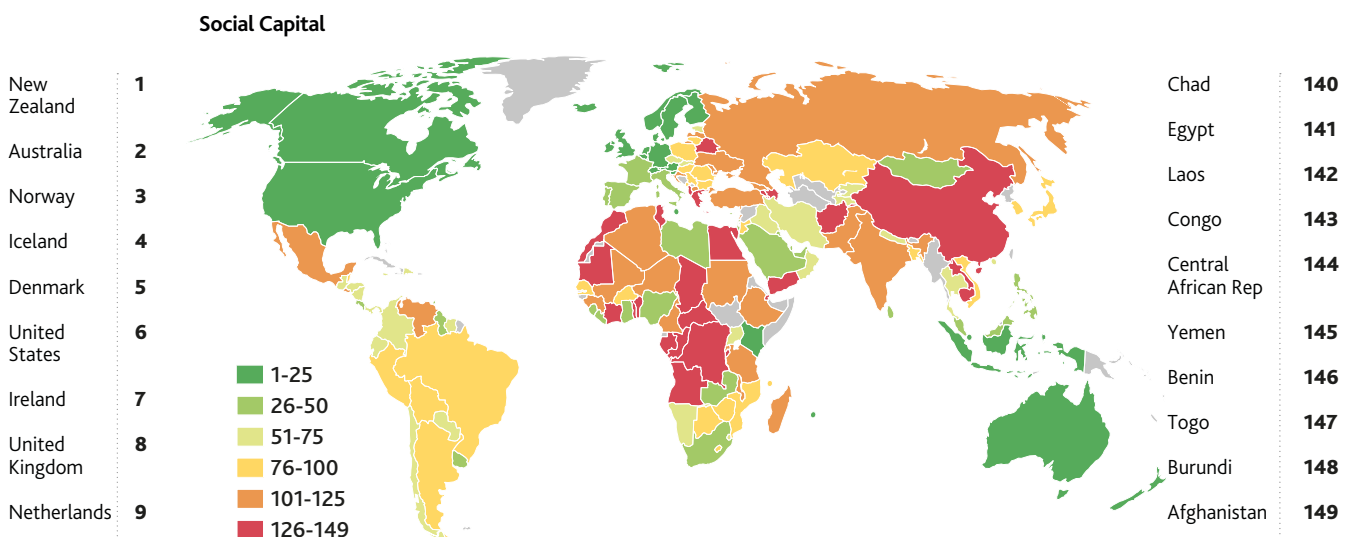 Social Capital
New 1
Zealand
Australia 2
Norway 3
Iceland 4
Denmark 5
United 6
States
Ireland 7
United 8
Kingdom
Netherlands 9
1-25
26-50
51-75
76-100
101-125
126-149
Chad 140
Egypt 141
Laos 142
Congo 143
Central 144
African Rep
Yemen 145
Benin 146
Togo 147
Burundi 148
Afghanistan 149